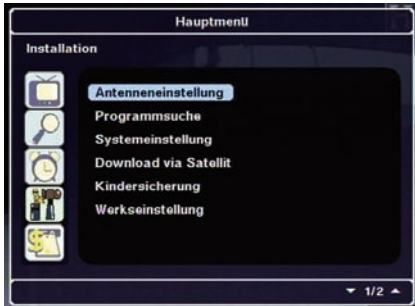 Hauptmenü
Installation
Antenneneinstellung
Programmsuche
Systemeinstellung
Download via Satellit
Kindersicherung
Werkseinstellung
1/2